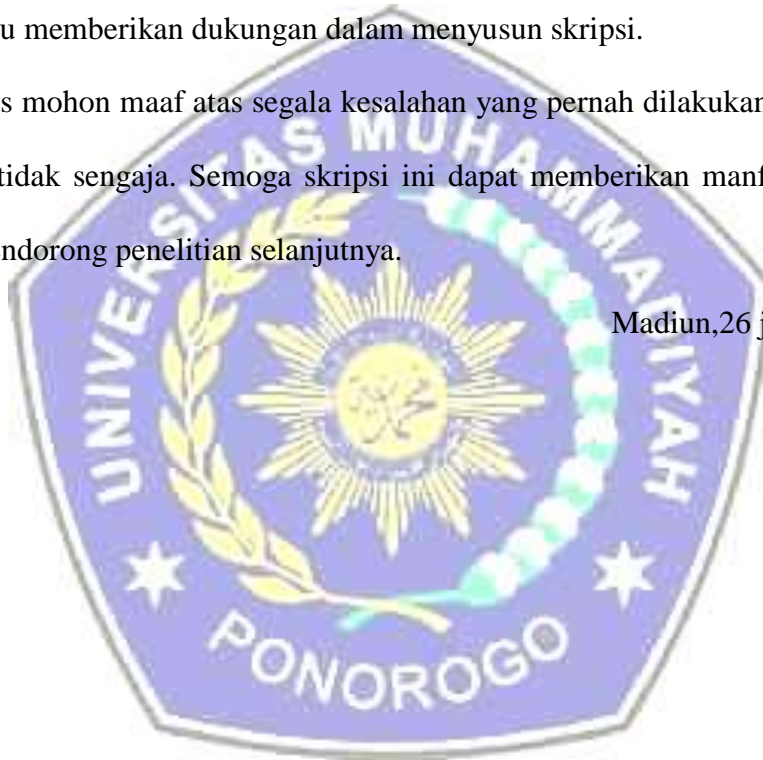 u memberikan dukungan dalam menyusun skripsi.
s mohon maaf atas segala kesalahan yang pernah dilakukan
tidak sengaja. Semoga skripsi ini dapat memberikan manf
endorong penelitian selanjutnya.
Madiun,26 j
UNIVERSITAS MUHAMMADIYAH
PONOROGO